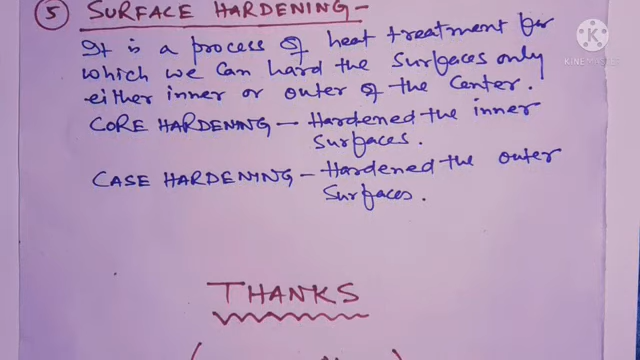 ⑤ SURFACE HARDENING -
It is a process of heat treatment by
which we can hard the surfaces only
either inner or outer of the center.
CORE HARDENING - Hardened the inner
surfaces.
CASE HARDENING - Hardened the outer
surfaces.
THANKS
K